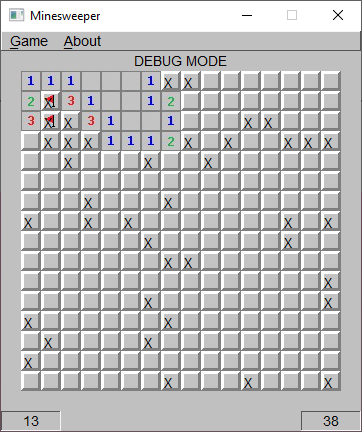 Minesweeper
Game About
DEBUG MODE
1 1 1 1 X X
2 X 3 1 1 2
3 X X 3 1 1 X X
X X X 1 1 1 2 X X X X X
X X X
X X
X X X X X
X X
X X
X
X X
X X
X X
X
X X X
13 38